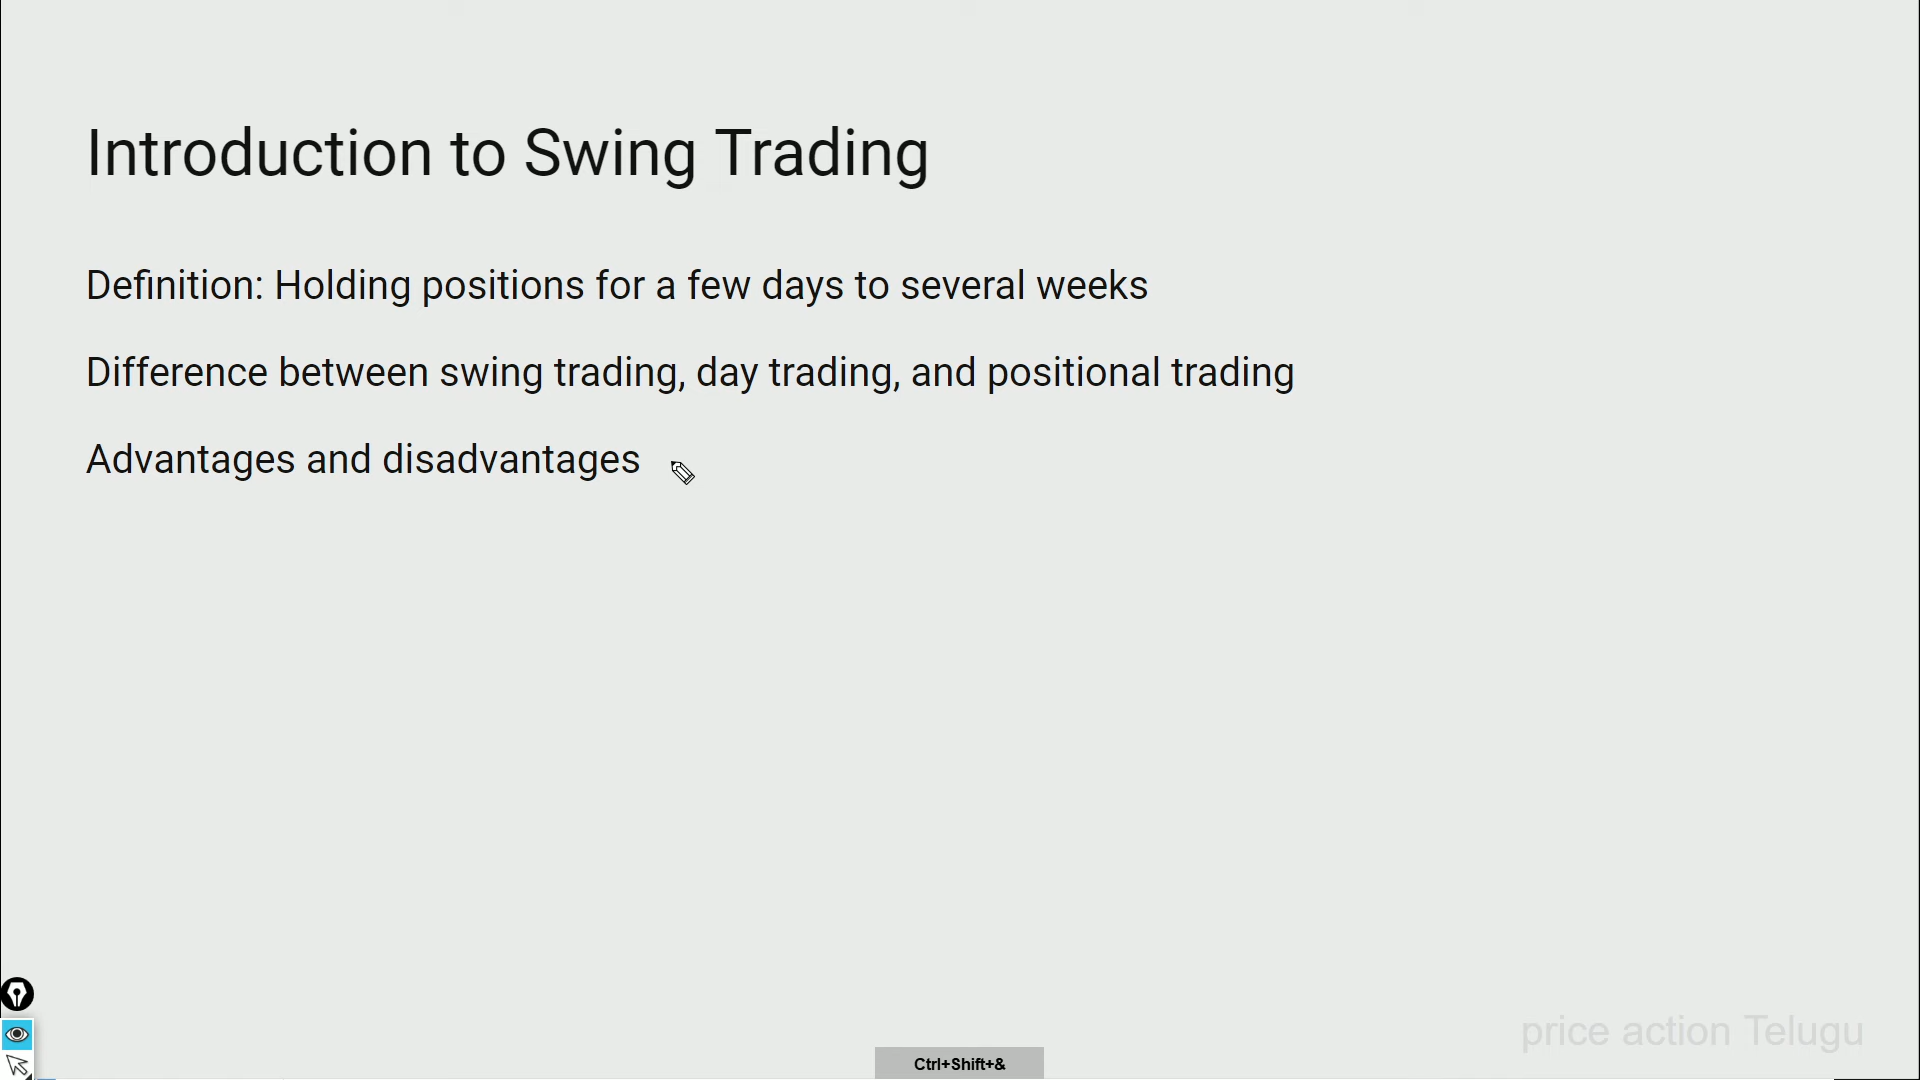 Introduction to Swing Trading
Definition: Holding positions for a few days to several weeks
Difference between swing trading, day trading, and positional trading
Advantages and disadvantages
price action Telugu
Ctrl+Shift+&